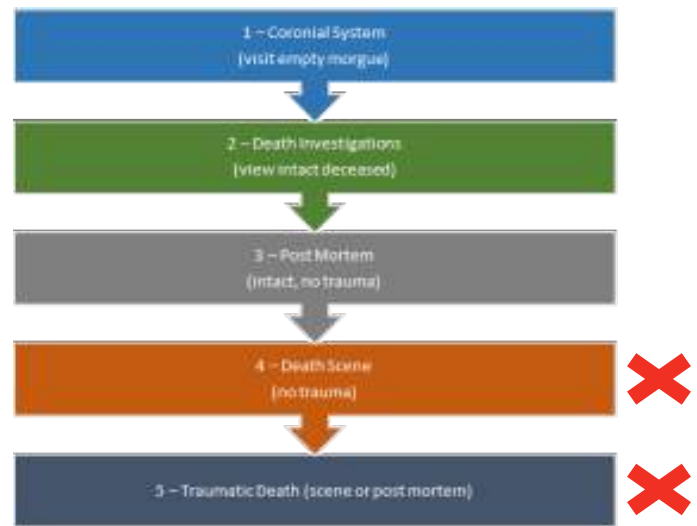 1 – Coronial System
(visit empty morgue)
2 – Death Investigations
(view intact deceased)
3 – Post Mortem
(intact, no trauma)
4 – Death Scene
(no trauma)
5 – Traumatic Death (scene or post mortem)